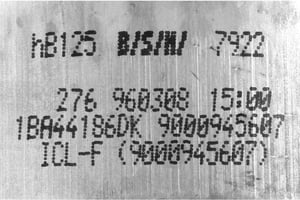 hB125 B/S/H/ 7922
276 960308 15:00
1BA44186DK 9000945607
ICL-F (9000945607)